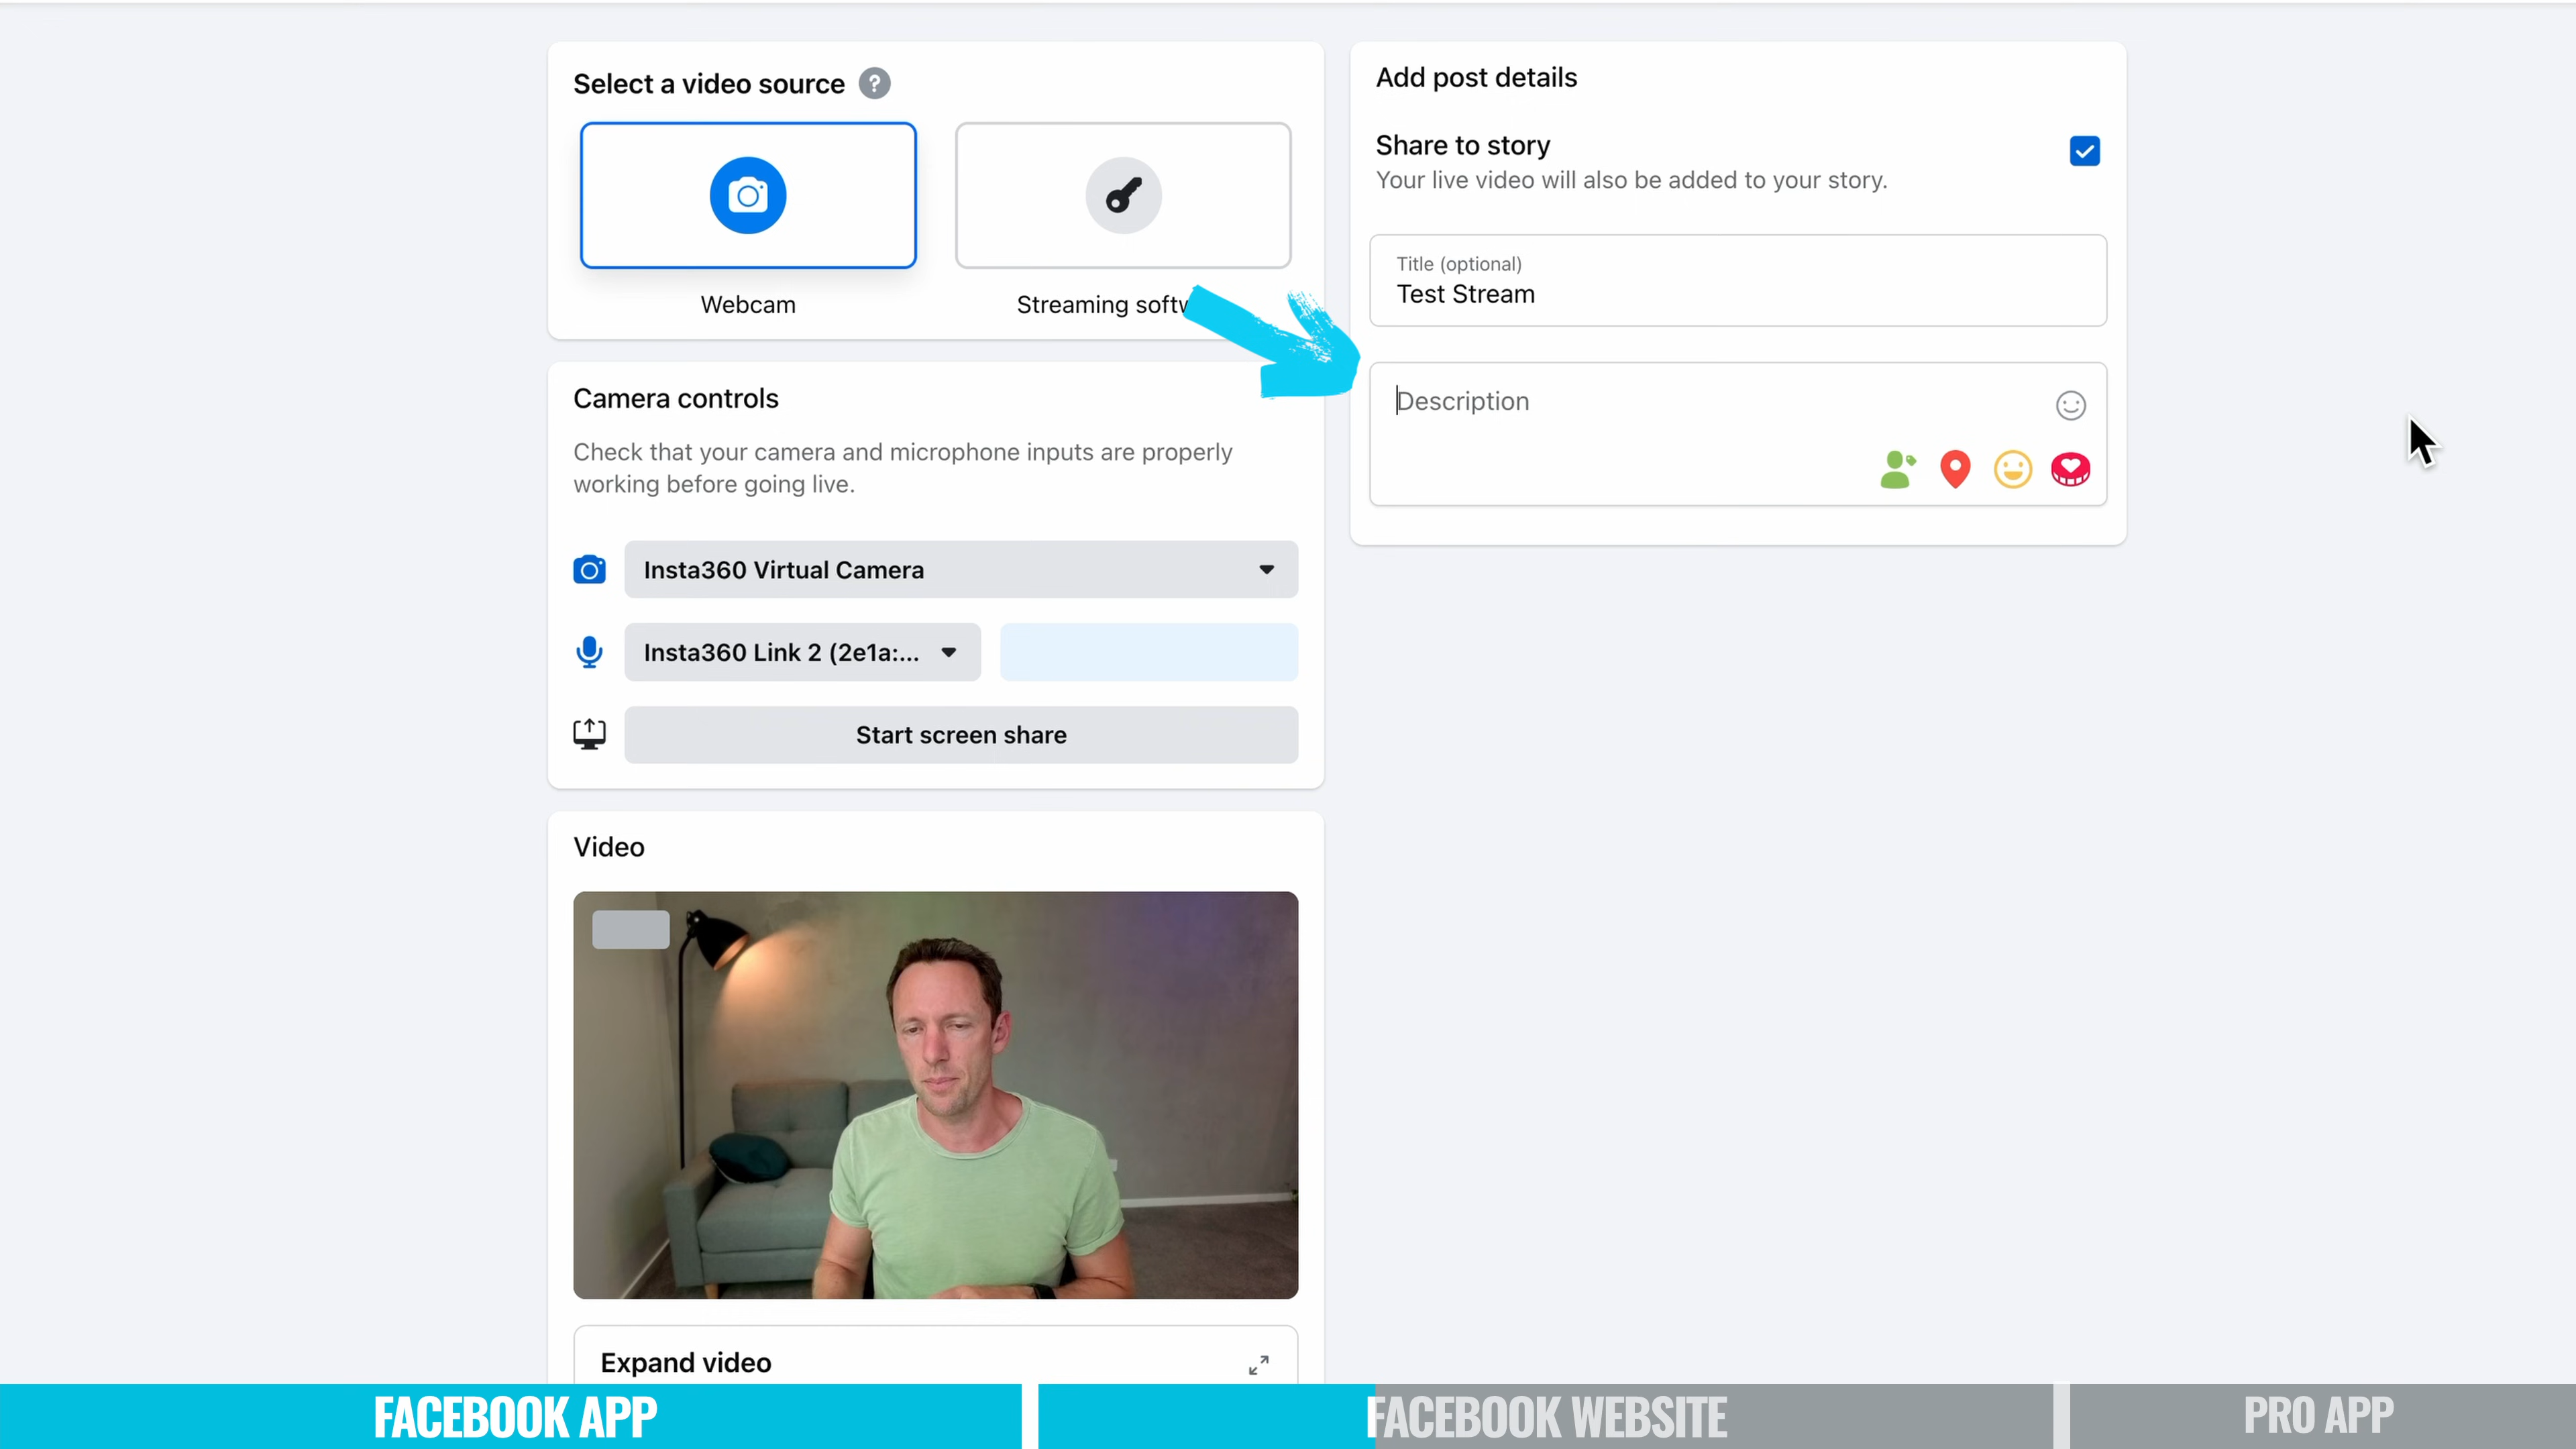 Select a video source ?
Webcam
Streaming softw
Camera controls
Check that your camera and microphone inputs are properly
working before going live.
Insta360 Virtual Camera
Insta360 Link 2 (2e1a:...
Start screen share
Video
Expand video
Add post details
Share to story
Your live video will also be added to your story.
Title (optional)
Test Stream
Description
FACEBOOK APP
FACEBOOK WEBSITE
PRO APP